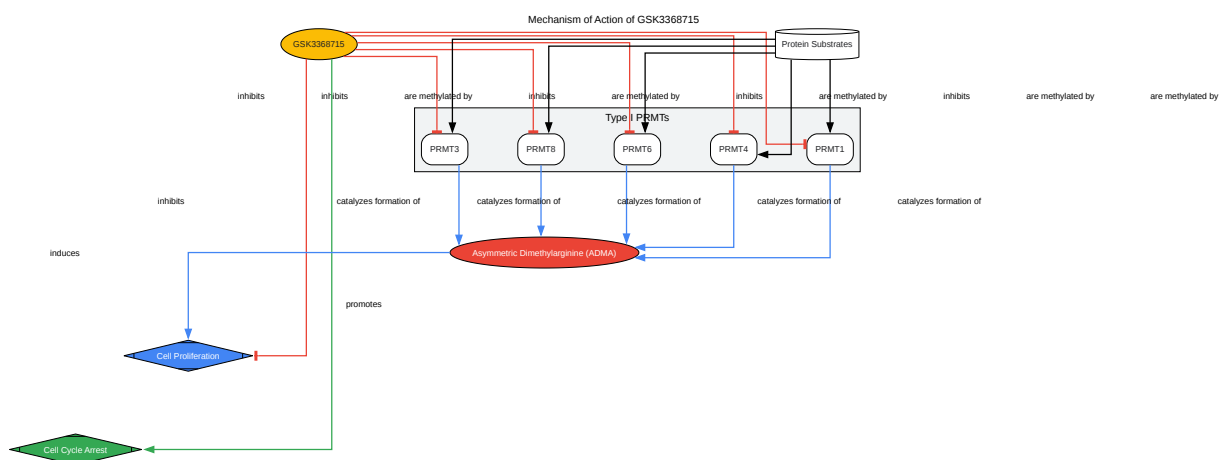 Mechanism of Action of GSK3368715
GSK3368715
Protein Substrates
inhibits
inhibits
are methylated by
inhibits
are methylated by
inhibits
are methylated by
inhibits
are methylated by
are methylated by
Type I PRMTs
PRMT3
PRMT8
PRMT6
PRMT4
PRMT1
inhibits
catalyzes formation of
catalyzes formation of
catalyzes formation of
catalyzes formation of
catalyzes formation of
induces
Asymmetric Dimethylarginine (ADMA)
promotes
Cell Proliferation
Cell Cycle Arrest